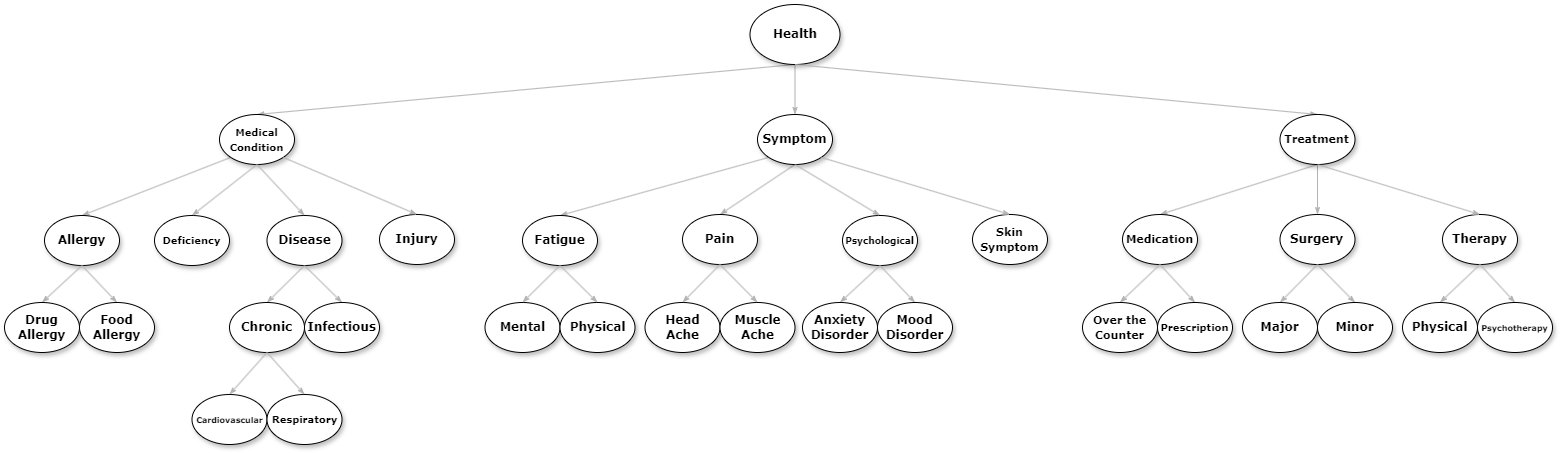 Health
Medical
Condition
Symptom
Treatment
Allergy
Deficiency
Disease
Injury
Fatigue
Pain
Psychological
Skin
Symptom
Medication
Surgery
Therapy
Drug
Allergy
Food
Allergy
Chronic
Infectious
Mental
Physical
Head
Ache
Muscle
Ache
Anxiety
Disorder
Mood
Disorder
Over the
Counter
Prescription
Major
Minor
Physical
Psychotherapy
Cardiovascular
Respiratory